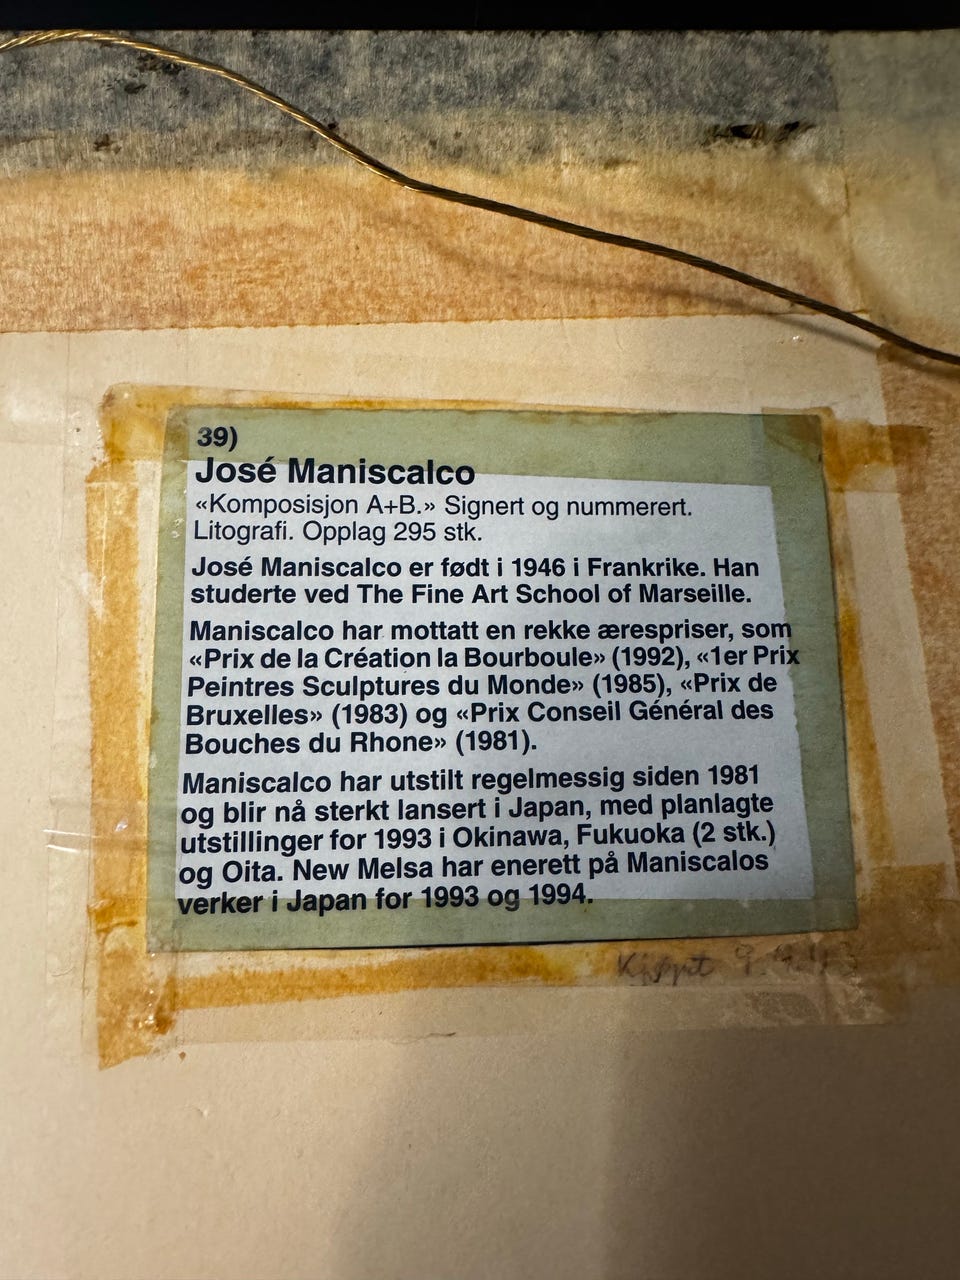 39)
José Maniscalco
«Komposisjon A+B.» Signert og nummerert.
Litografi. Opplag 295 stk.
José Maniscalco er født i 1946 i Frankrike. Han
studerte ved The Fine Art School of Marseille.
Maniscalco har mottatt en rekke ærespriser, som
«Prix de la Création la Bourboule» (1992), «1er Prix
Peintres Sculptures du Monde» (1985), «Prix de
Bruxelles» (1983) og «Prix Conseil Général des
Bouches du Rhone» (1981).
Maniscalco har utstilt regelmessig siden 1981
og blir nå sterkt lansert i Japan, med planlagte
utstillinger for 1993 i Okinawa, Fukuoka (2 stk.)
og Oita. New Melsa har enerett på Maniscalos
verker i Japan for 1993 og 1994.